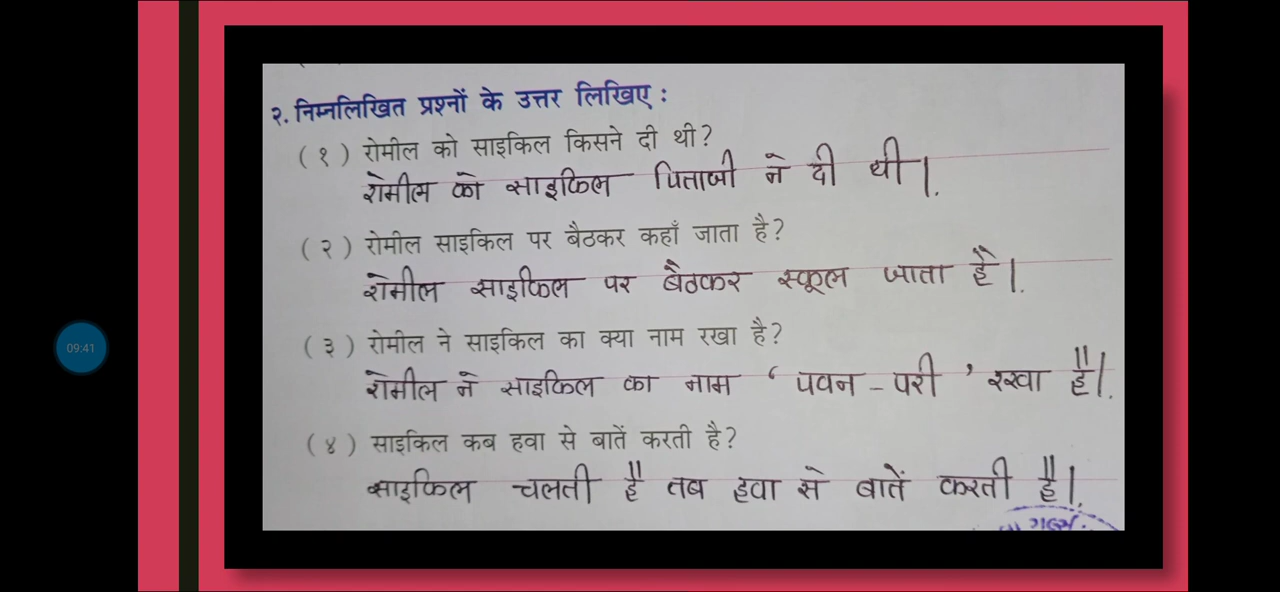 २. निम्नलिखित प्रश्नों के उत्तर लिखिए :
( १ ) रोमील को साइकिल किसने दी थी?
रोमील को साइकिल पिताजी ने दी थी।
( २ ) रोमील साइकिल पर बैठकर कहाँ जाता है?
रोमील साइकिल पर बैठकर स्कूल जाता है।
( ३ ) रोमील ने साइकिल का क्या नाम रखा है?
रोमील ने साइकिल का नाम ‘ पवन - परी ’ रखा है।
09:41
( ४ ) साइकिल कब हवा से बातें करती है?
साइकिल चलती है तब हवा से बातें करती है।